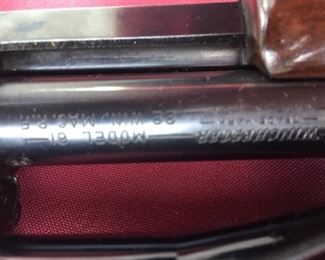 WINCHESTER
TRADE MARK
MODEL 61
22 WIN. MAG. R.F.